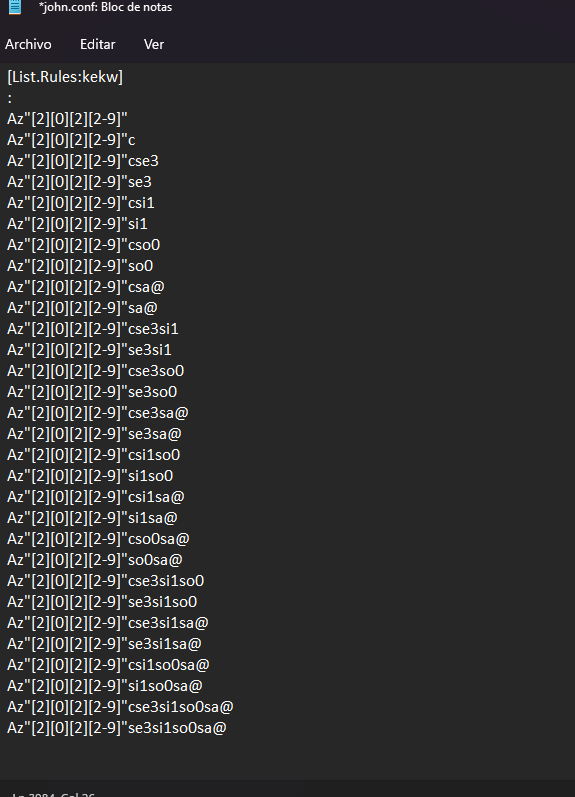 *john.conf: Bloc de notas
Archivo Editar Ver
[List.Rules:kekw]
:
Az"[2][0][2][2-9]"
Az"[2][0][2][2-9]"c
Az"[2][0][2][2-9]"cse3
Az"[2][0][2][2-9]"se3
Az"[2][0][2][2-9]"csi1
Az"[2][0][2][2-9]"si1
Az"[2][0][2][2-9]"cso0
Az"[2][0][2][2-9]"so0
Az"[2][0][2][2-9]"csa@
Az"[2][0][2][2-9]"sa@
Az"[2][0][2][2-9]"cse3si1
Az"[2][0][2][2-9]"se3si1
Az"[2][0][2][2-9]"cse3so0
Az"[2][0][2][2-9]"se3so0
Az"[2][0][2][2-9]"cse3sa@
Az"[2][0][2][2-9]"se3sa@
Az"[2][0][2][2-9]"csi1so0
Az"[2][0][2][2-9]"si1so0
Az"[2][0][2][2-9]"csi1sa@
Az"[2][0][2][2-9]"si1sa@
Az"[2][0][2][2-9]"cso0sa@
Az"[2][0][2][2-9]"so0sa@
Az"[2][0][2][2-9]"cse3si1so0
Az"[2][0][2][2-9]"se3si1so0
Az"[2][0][2][2-9]"cse3si1sa@
Az"[2][0][2][2-9]"se3si1sa@
Az"[2][0][2][2-9]"csi1so0sa@
Az"[2][0][2][2-9]"si1so0sa@
Az"[2][0][2][2-9]"cse3si1so0sa@
Az"[2][0][2][2-9]"se3si1so0sa@